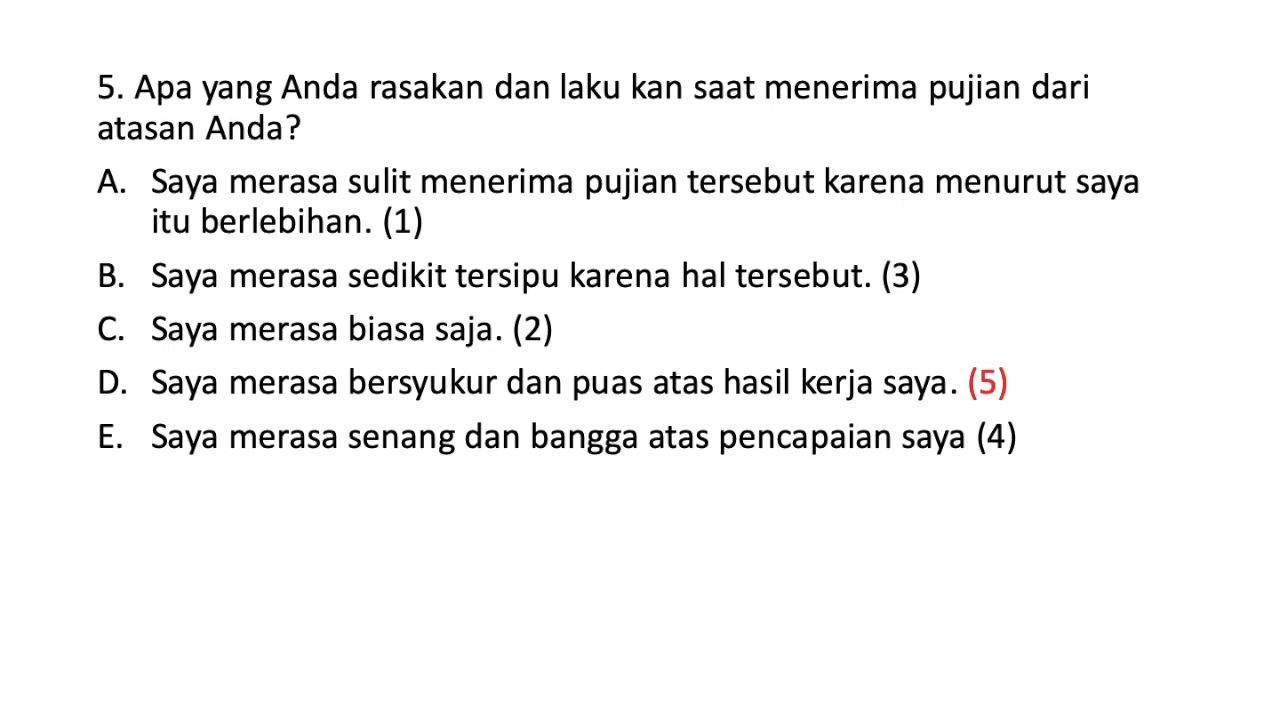 5. Apa yang Anda rasakan dan laku kan saat menerima pujian dari
atasan Anda?
A. Saya merasa sulit menerima pujian tersebut karena menurut saya
itu berlebihan. (1)
B. Saya merasa sedikit tersipu karena hal tersebut. (3)
C. Saya merasa biasa saja. (2)
D. Saya merasa bersyukur dan puas atas hasil kerja saya. (5)
E. Saya merasa senang dan bangga atas pencapaian saya (4)